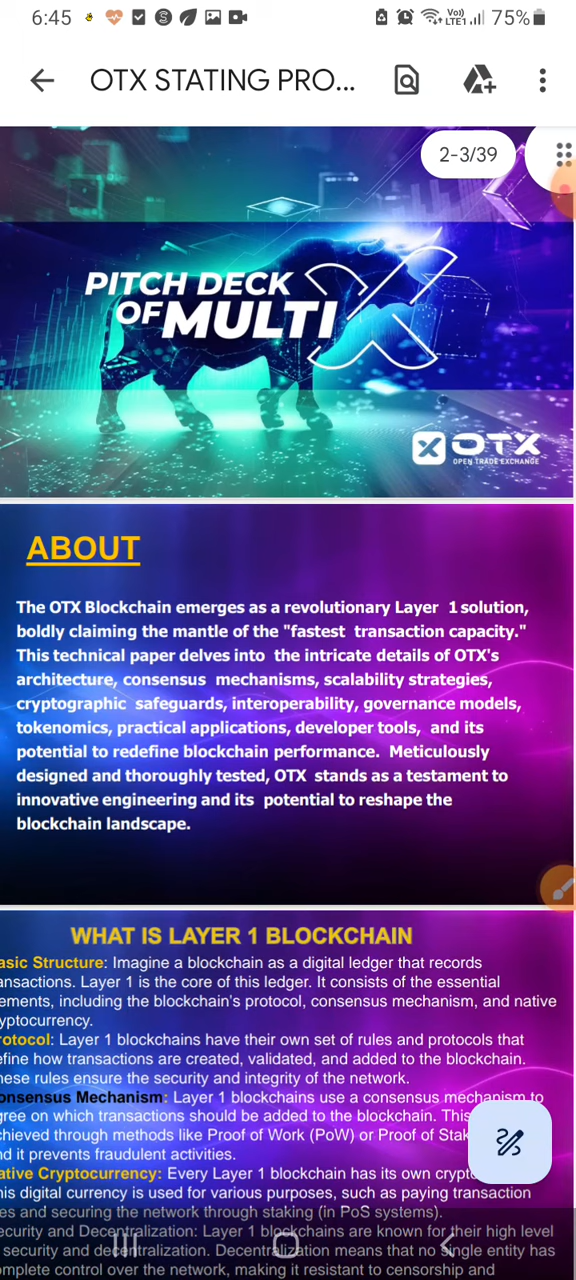 6:45
Vo))
LTE1
75%
OTX STATING PRO...
2-3/39
PITCH DECK
OF MULTI X
OTX
OPEN TRADE EXCHANGE
ABOUT
The OTX Blockchain emerges as a revolutionary Layer 1 solution,
boldly claiming the mantle of the "fastest transaction capacity."
This technical paper delves into the intricate details of OTX's
architecture, consensus mechanisms, scalability strategies,
cryptographic safeguards, interoperability, governance models,
tokenomics, practical applications, developer tools, and its
potential to redefine blockchain performance. Meticulously
designed and thoroughly tested, OTX stands as a testament to
innovative engineering and its potential to reshape the
blockchain landscape.
WHAT IS LAYER 1 BLOCKCHAIN
asic Structure: Imagine a blockchain as a digital ledger that records
ansactions. Layer 1 is the core of this ledger. It consists of the essential
ements, including the blockchain's protocol, consensus mechanism, and native
yptocurrency.
rotocol: Layer 1 blockchains have their own set of rules and protocols that
efine how transactions are created, validated, and added to the blockchain.
hese rules ensure the security and integrity of the network.
onsensus Mechanism: Layer 1 blockchains use a consensus mechanism to
gree on which transactions should be added to the blockchain. This
chieved through methods like Proof of Work (PoW) or Proof of Stak
nd it prevents fraudulent activities.
ative Cryptocurrency: Every Layer 1 blockchain has its own crypto
his digital currency is used for various purposes, such as paying transaction
es and securing the network through staking (in PoS systems).
ecurity and Decentralization: Layer 1 blockchains are known for their high level
security and decentralization. Decentralization means that no single entity has
omplete control over the network, making it resistant to censorship and